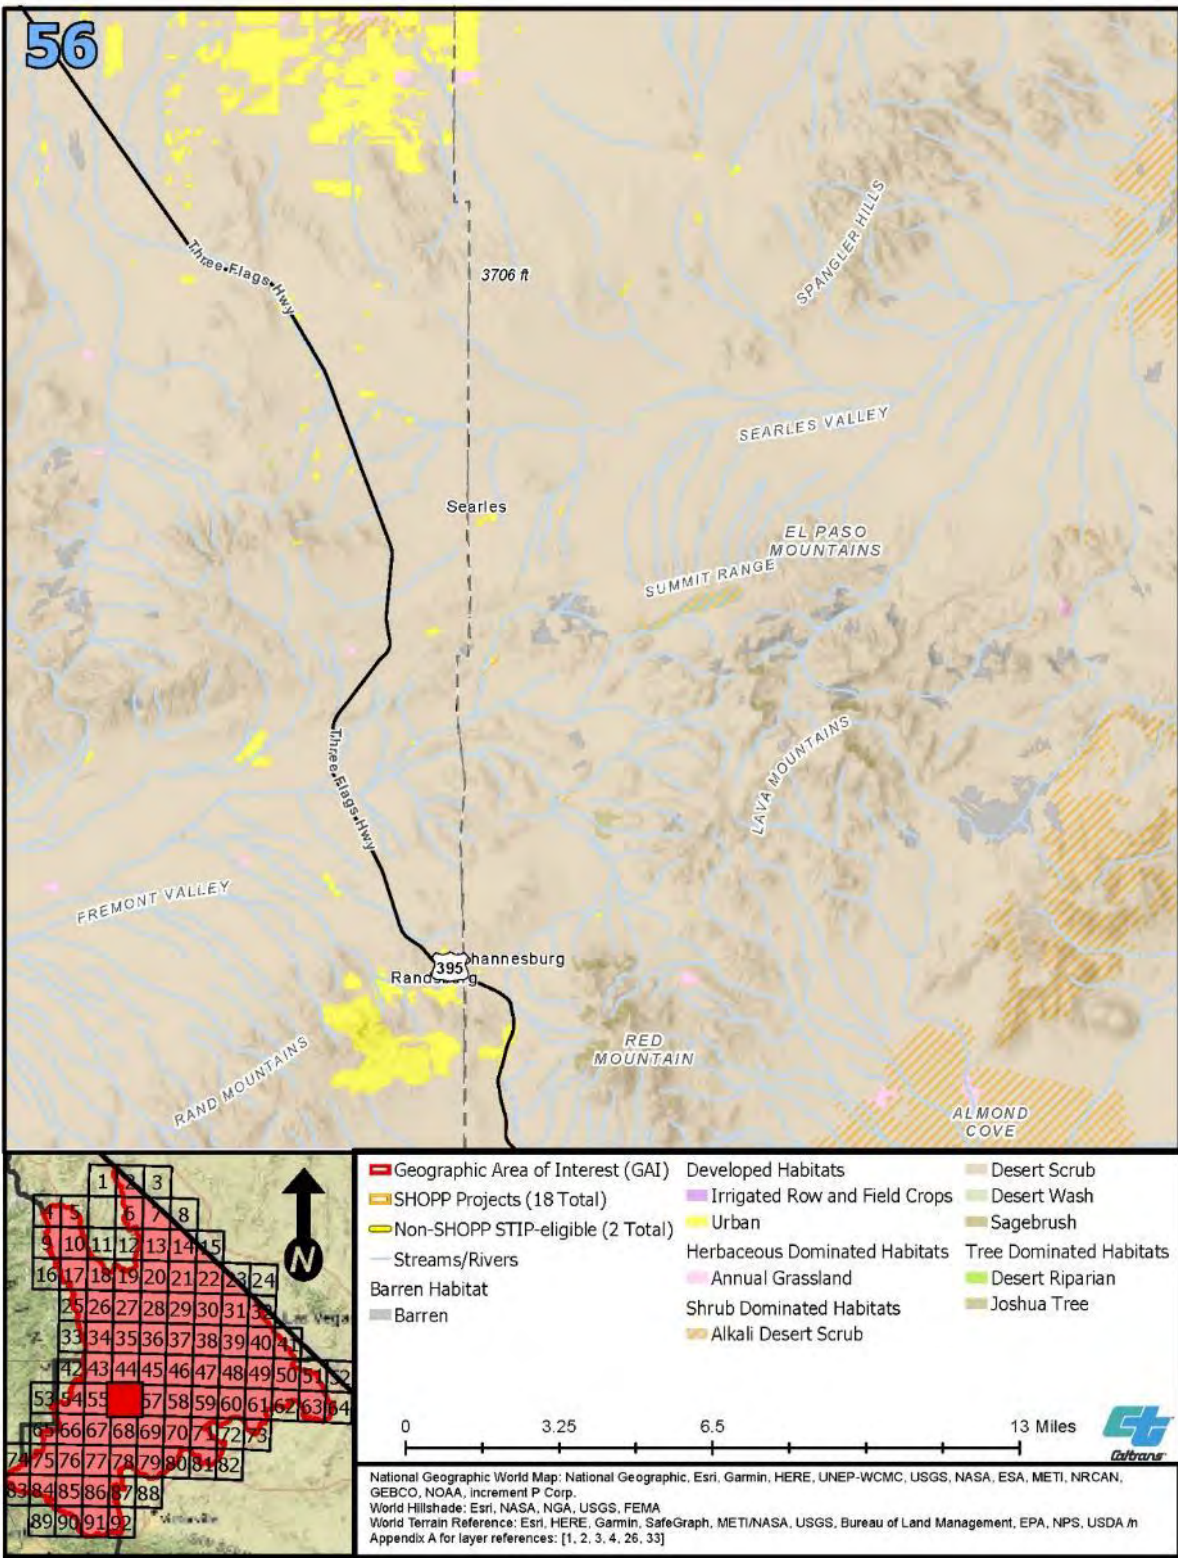 56
Three Flags Hwy
3706 ft
SPANGLER HILLS
SEARLES VALLEY
Searles
EL PASO
MOUNTAINS
SUMMIT RANGE
Three Flags Hwy
LAVA MOUNTAINS
FREMONT VALLEY
395
hannesburg
Randsburg
RED
MOUNTAIN
RAND MOUNTAINS
ALMOND
COVE
1 2 3
4 5 6 7 8
9 10 11 12 13 14 15
16 17 18 19 20 21 22 23 24
25 26 27 28 29 30 31 32
Las Vega
33 34 35 36 37 38 39 40 41
42 43 44 45 46 47 48 49 50 51 52
53 54 55 57 58 59 60 61 62 63 64
65 66 67 68 69 70 71 72 73
74 75 76 77 78 79 80 81 82
83 84 85 86 87 88
89 90 91 92
N
Geographic Area of Interest (GAI)
SHOPP Projects (18 Total)
Non-SHOPP STIP-eligible (2 Total)
Streams/Rivers
Barren Habitat
Barren
Developed Habitats
Irrigated Row and Field Crops
Urban
Herbaceous Dominated Habitats
Annual Grassland
Shrub Dominated Habitats
Alkali Desert Scrub
Desert Scrub
Desert Wash
Sagebrush
Tree Dominated Habitats
Desert Riparian
Joshua Tree
0 3.25 6.5 13 Miles
ct
Caltrans
National Geographic World Map: National Geographic, Esri, Garmin, HERE, UNEP-WCMC, USGS, NASA, ESA, METI, NRCAN,
GEBCO, NOAA, increment P Corp.
World Hillshade: Esri, NASA, NGA, USGS, FEMA
World Terrain Reference: Esri, HERE, Garmin, SafeGraph, METI/NASA, USGS, Bureau of Land Management, EPA, NPS, USDA /n
Appendix A for layer references: [1, 2, 3, 4, 26, 33]